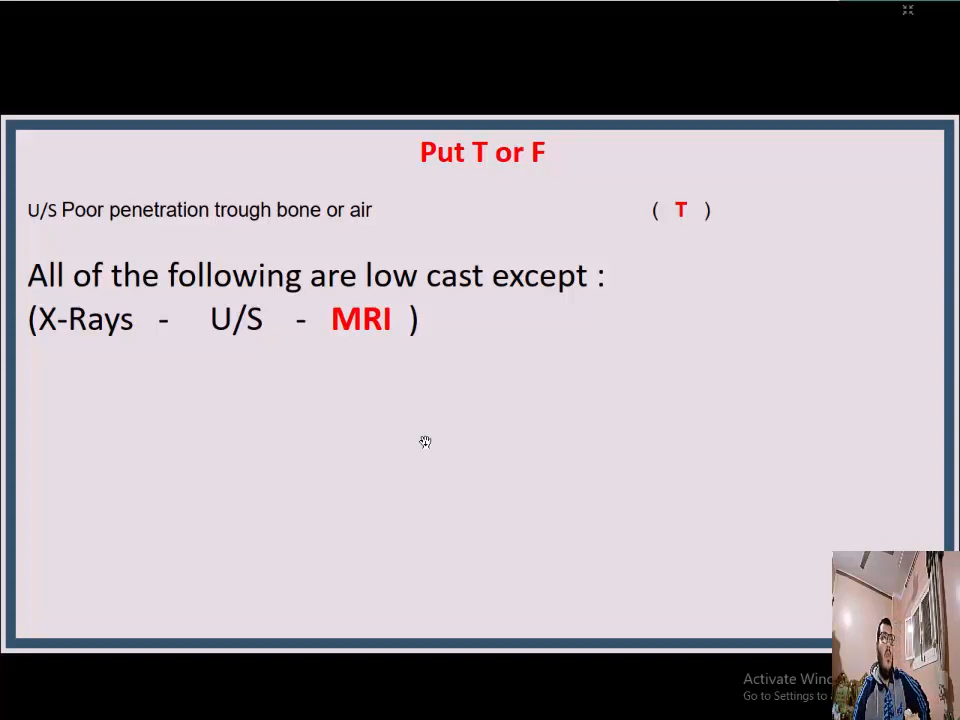 Put T or F
U/S Poor penetration trough bone or air ( T )
All of the following are low cast except :
(X-Rays - U/S - MRI )
Activate Wind
Go to Settings to